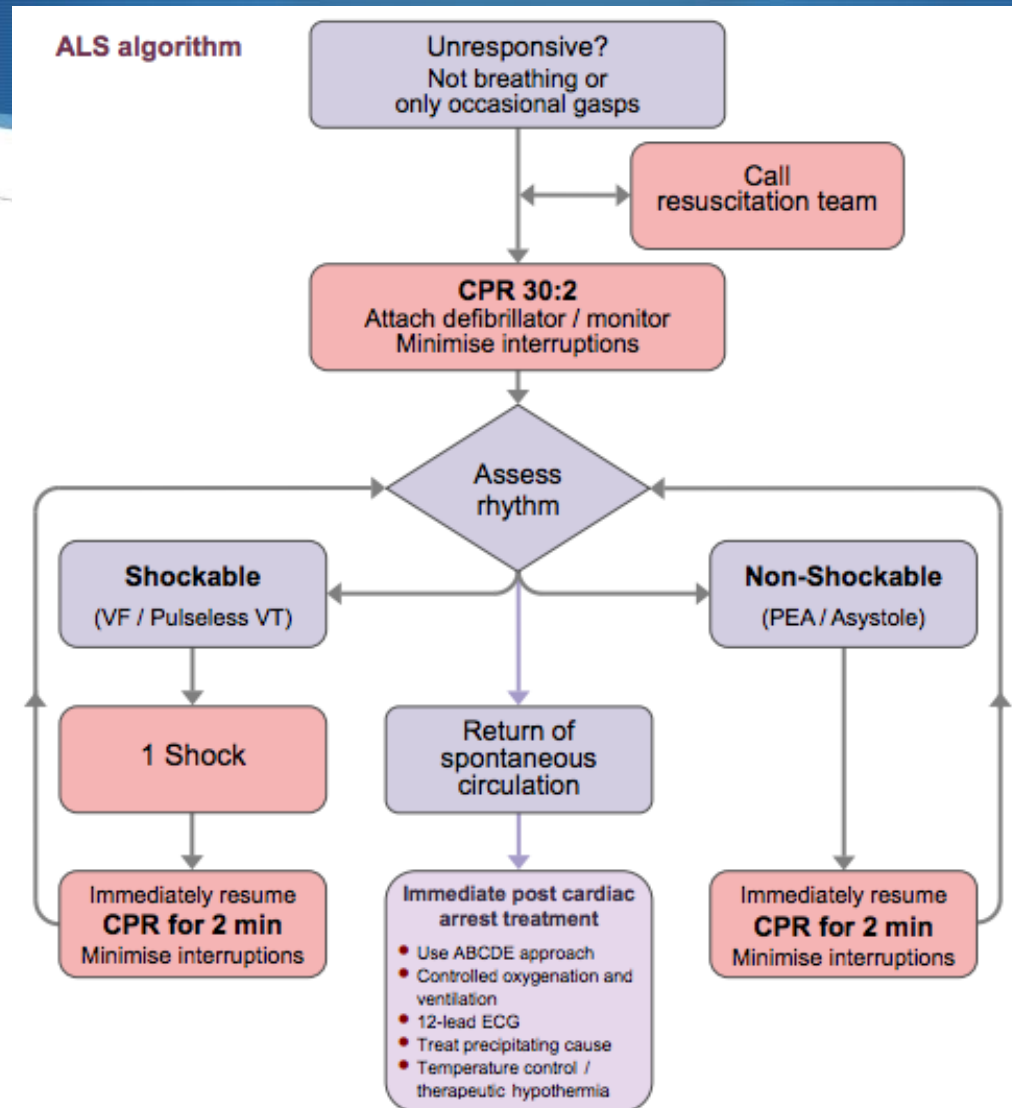 ALS algorithm
Unresponsive?
Not breathing or
only occasional gasps
Call
resuscitation team
CPR 30:2
Attach defibrillator / monitor
Minimise interruptions
Assess
rhythm
Shockable
(VF / Pulseless VT)
Non-Shockable
(PEA / Asystole)
1 Shock
Return of
spontaneous
circulation
Immediately resume
CPR for 2 min
Minimise interruptions
Immediate post cardiac
arrest treatment
• Use ABCDE approach
• Controlled oxygenation and
ventilation
• 12-lead ECG
• Treat precipitating cause
• Temperature control /
therapeutic hypothermia
Immediately resume
CPR for 2 min
Minimise interruptions